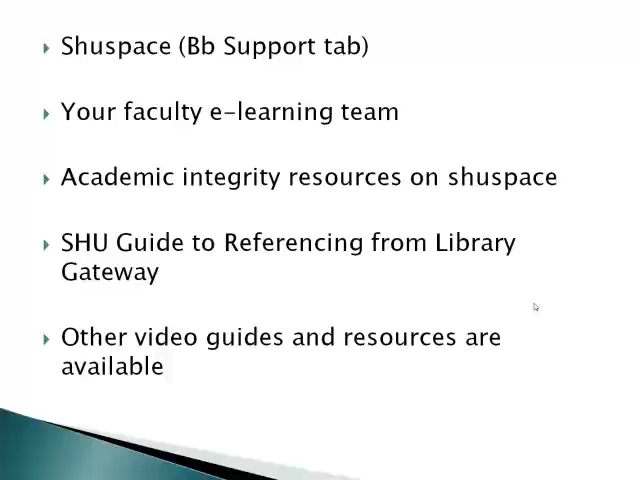 Shuspace (Bb Support tab)
Your faculty e-learning team
Academic integrity resources on shuspace
SHU Guide to Referencing from Library
Gateway
Other video guides and resources are
available